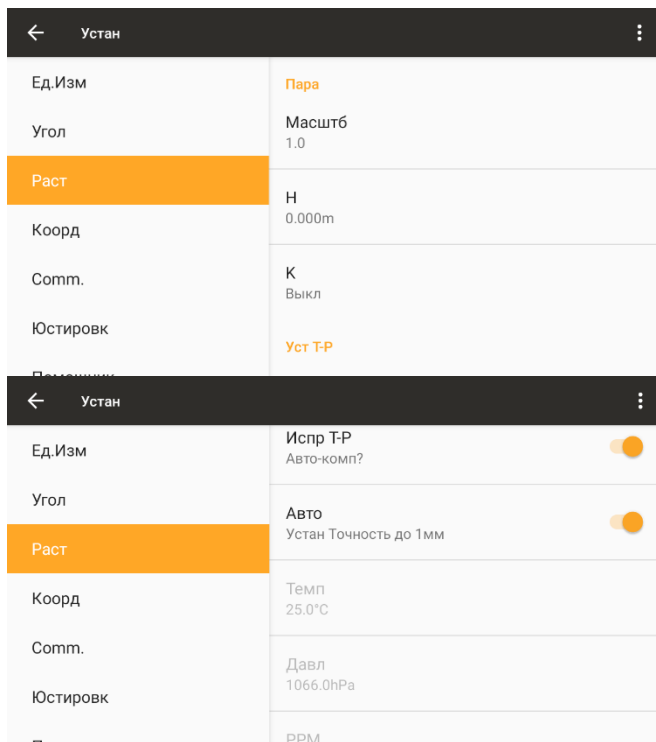 Устан
Ед.Изм
Угол
Раст
Коорд
Comm.
Юстировк
Пара
Масштб
1.0
H
0.000m
K
Выкл
Уст Т-Р
Устан
Ед.Изм
Угол
Раст
Коорд
Comm.
Юстировк
Испр Т-Р
Авто-комп?
Авто
Устан Точность до 1мм
Темп
25.0°C
Давл
1066.0hPa
PPM